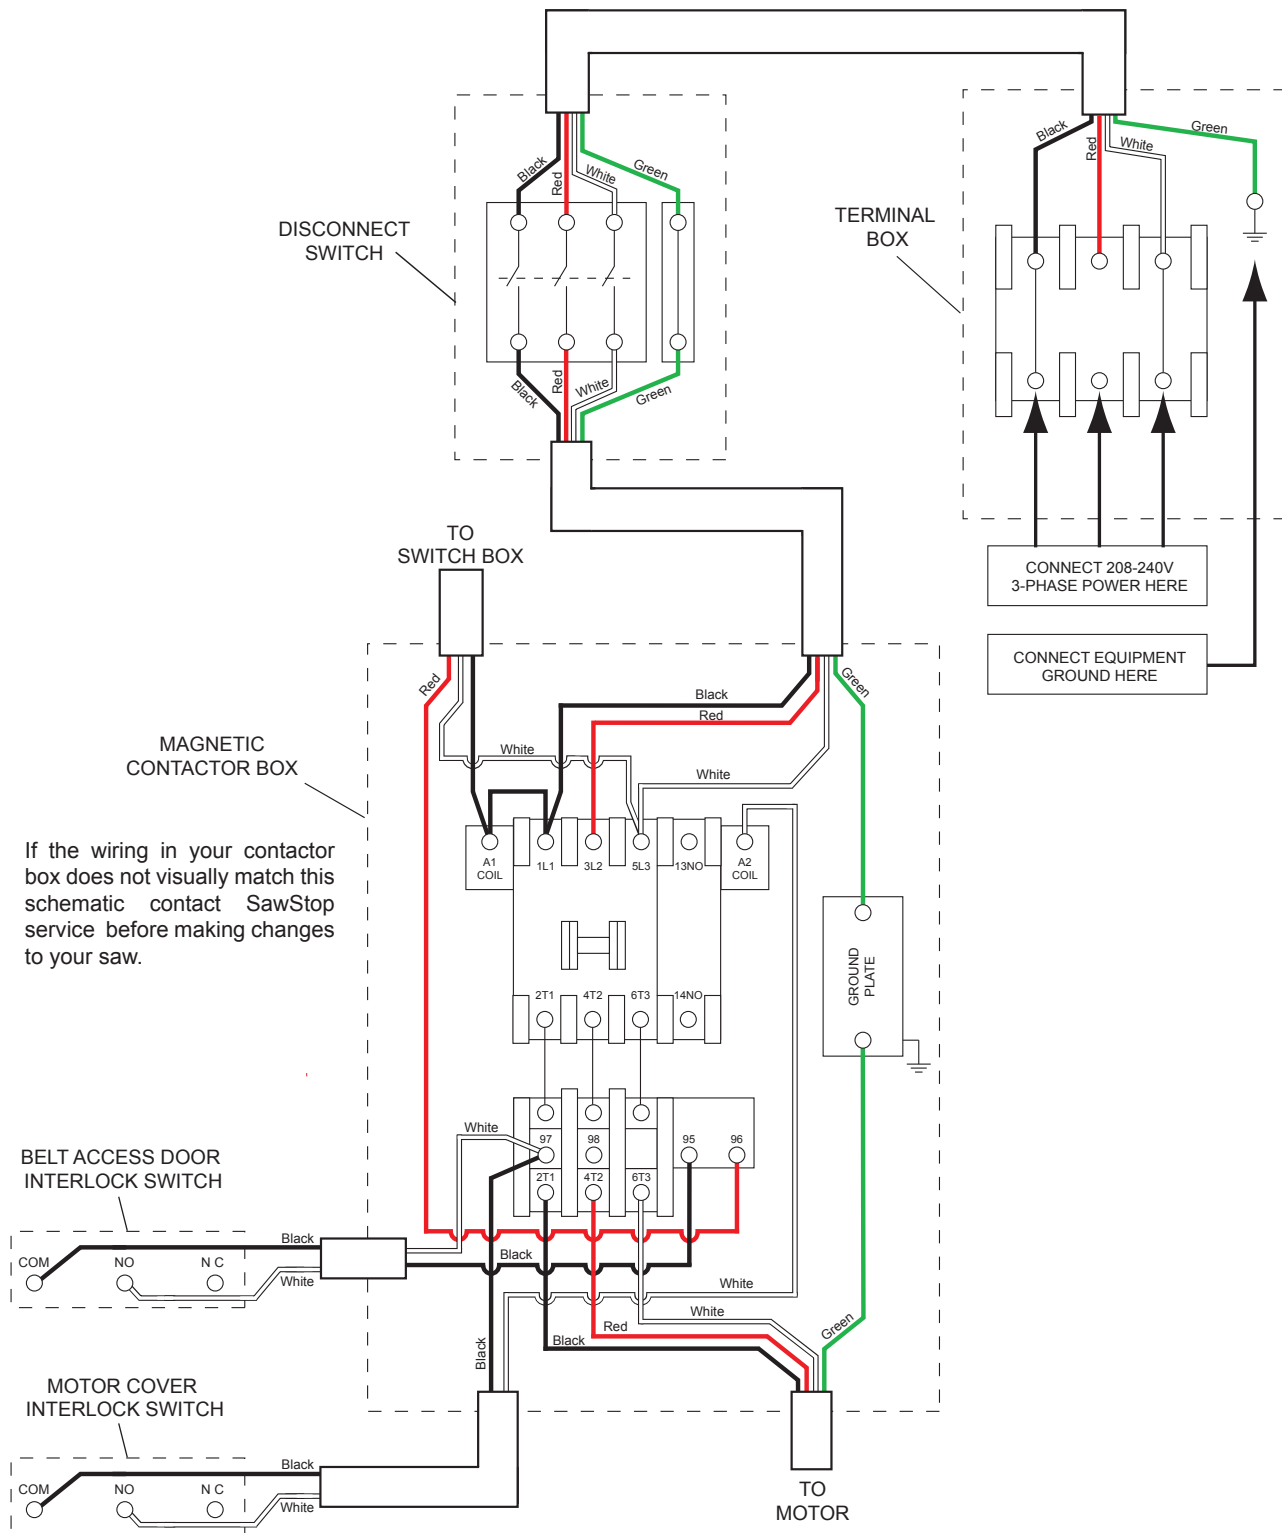 Black
Red
White
Green
DISCONNECT
SWITCH
Black
Red
White
Green
Black
Red
White
Green
TERMINAL
BOX
CONNECT 208-240V
3-PHASE POWER HERE
CONNECT EQUIPMENT
GROUND HERE
TO
SWITCH BOX
Red
Black
Red
Green
White
White
MAGNETIC
CONTACTOR BOX
If the wiring in your contactor
box does not visually match this
schematic contact SawStop
service before making changes
to your saw.
A1
COIL
1L1
3L2
5L3
13NO
A2
COIL
2T1
4T2
6T3
14NO
GROUND
PLATE
White
97
98
95
96
2T1
4T2
6T3
BELT ACCESS DOOR
INTERLOCK SWITCH
COM
NO
N C
Black
White
Black
White
White
Red
Black
Black
Green
MOTOR COVER
INTERLOCK SWITCH
COM
NO
N C
Black
White
TO
MOTOR